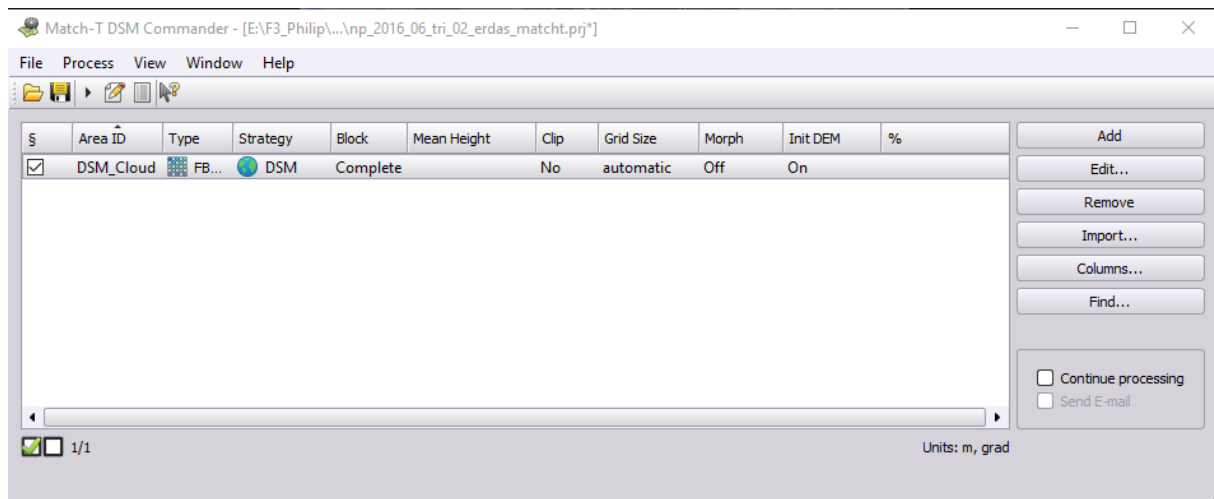 Match-T DSM Commander - [E:\F3_Philip\...\np_2016_06_tri_02_erdas_matcht.prj*]
File Process View Window Help
§ Area ID Type Strategy Block Mean Height Clip Grid Size Morph Init DEM %
DSM_Cloud FB... DSM Complete No automatic Off On
Add
Edit...
Remove
Import...
Columns...
Find...
Continue processing
Send E-mail
1/1
Units: m, grad